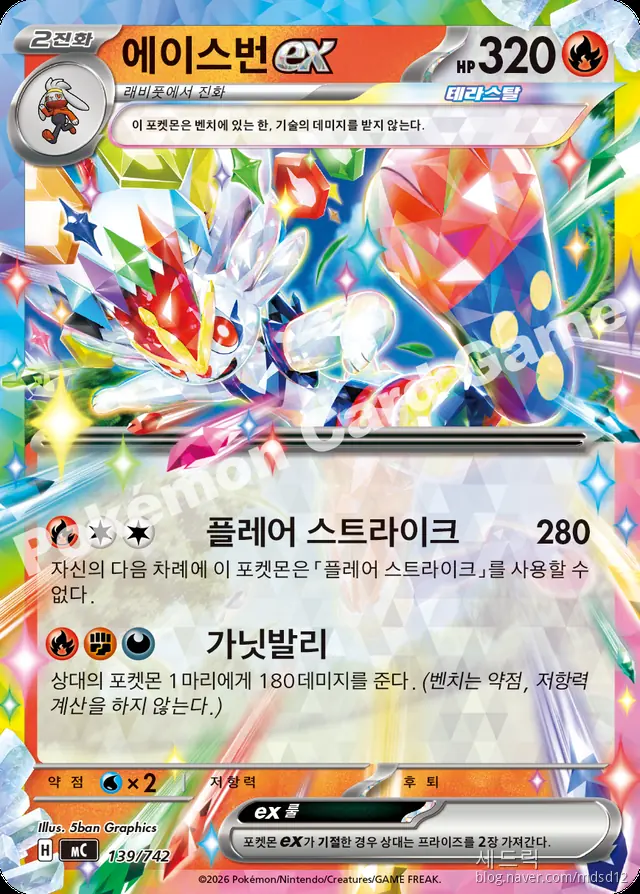 2진화
에이스번 ex
HP 320
래비풋에서 진화
테라스탈
이 포켓몬은 벤치에 있는 한, 기술의 데미지를 받지 않는다.
Pokémon Card Game
플레어 스트라이크 280
자신의 다음 차례에 이 포켓몬은 「플레어 스트라이크」를 사용할 수
없다.
가닛발리
상대의 포켓몬 1마리에게 180데미지를 준다. (벤치는 약점, 저항력
계산을 하지 않는다.)
약점 ×2 저항력 후퇴
ex 룰
포켓몬 ex가 기절한 경우 상대는 프라이즈를 2장 가져간다.
Illus. 5ban Graphics
H mC 139/742
©2026 Pokémon/Nintendo/Creatures/GAME FREAK.
세드릭
blog.naver.com/mdsd12